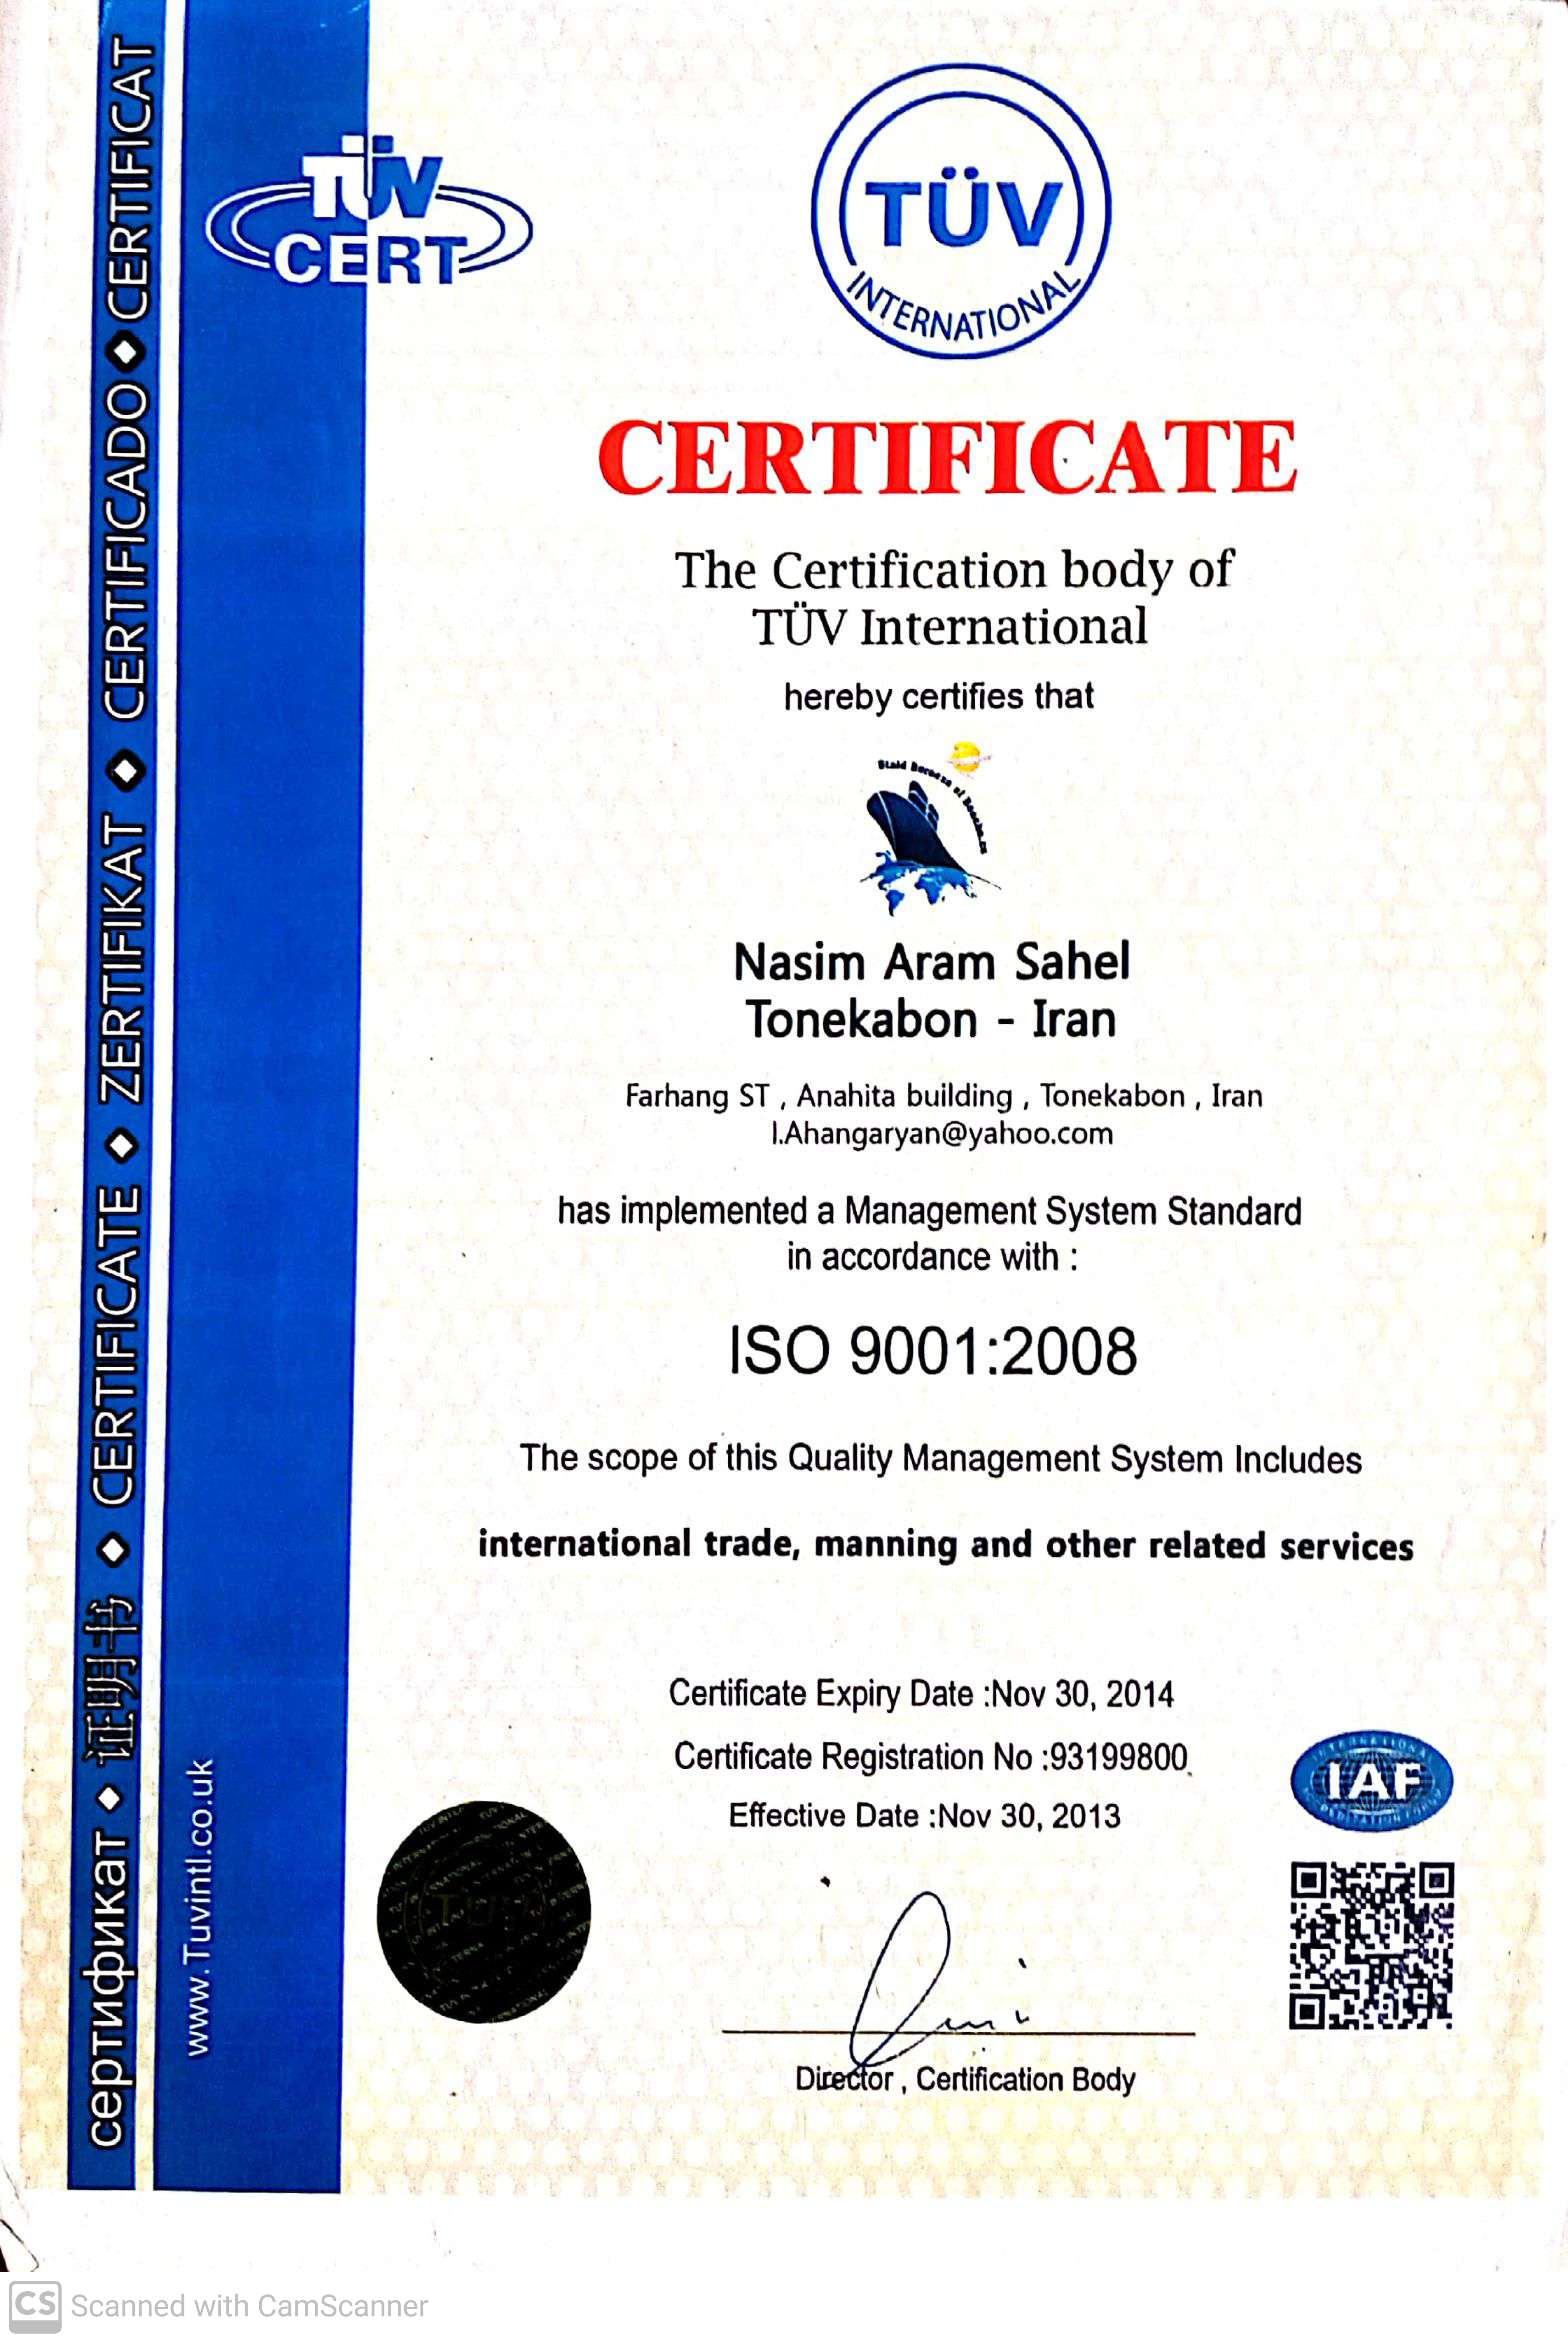 CERTIFICAT
CERTIFICADO
ZERTIFIKAT
CERTIFICATE
证明书
сертификат
www.Tuvintl.co.uk
TÜV
CERT
TÜV
INTERNATIONAL
CERTIFICATE
The Certification body of
TÜV International
hereby certifies that
Nasim Aram Sahel
Tonekabon - Iran
Farhang ST , Anahita building , Tonekabon , Iran
I.Ahangaryan@yahoo.com
has implemented a Management System Standard
in accordance with :
ISO 9001:2008
The scope of this Quality Management System Includes
international trade, manning and other related services
Certificate Expiry Date :Nov 30, 2014
Certificate Registration No :93199800
Effective Date :Nov 30, 2013
IAF
Director , Certification Body
CS Scanned with CamScanner